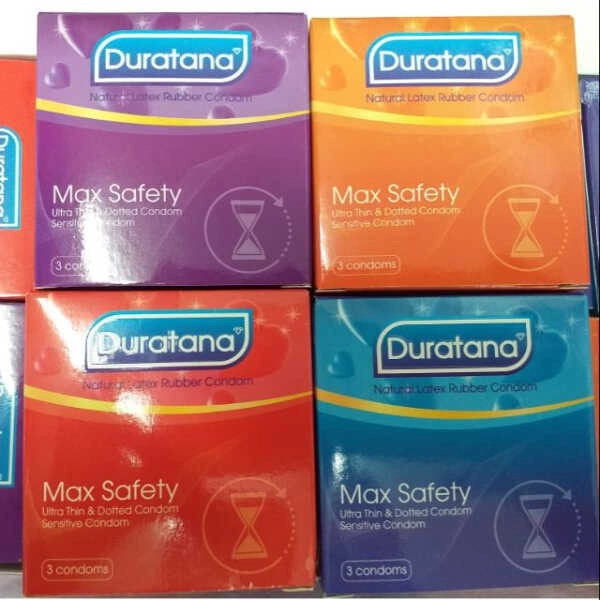 Duratana
Natural Latex Rubber Condom
Max Safety
Ultra Thin & Dotted Condom
Sensitive Condom
3 condoms
Duratana
Natural Latex Rubber Condom
Max Safety
Ultra Thin & Dotted Condom
Sensitive Condom
3 condoms
Duratana
Duratana
Natural Latex Rubber Condom
Max Safety
Ultra Thin & Dotted Condom
Sensitive Condom
3 condoms
Duratana
Natural Latex Rubber Condom
Max Safety
Ultra Thin & Dotted Condom
Sensitive Condom
3 condoms